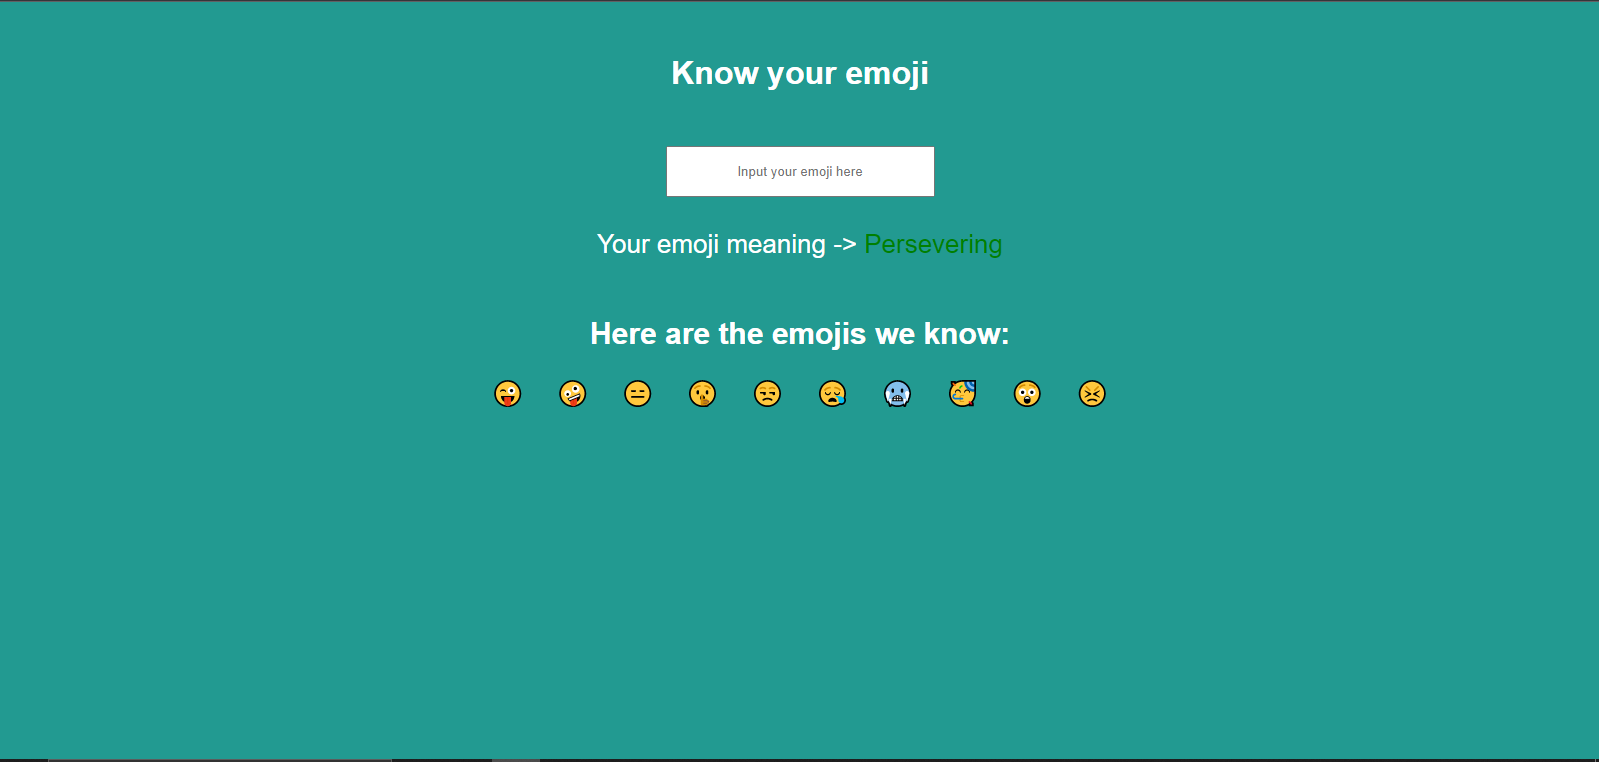 Know your emoji
Input your emoji here
Your emoji meaning -> Persevering
Here are the emojis we know:
😜 🤪 😑 🤫 😒 😪 🥶 🥳 😲 😣